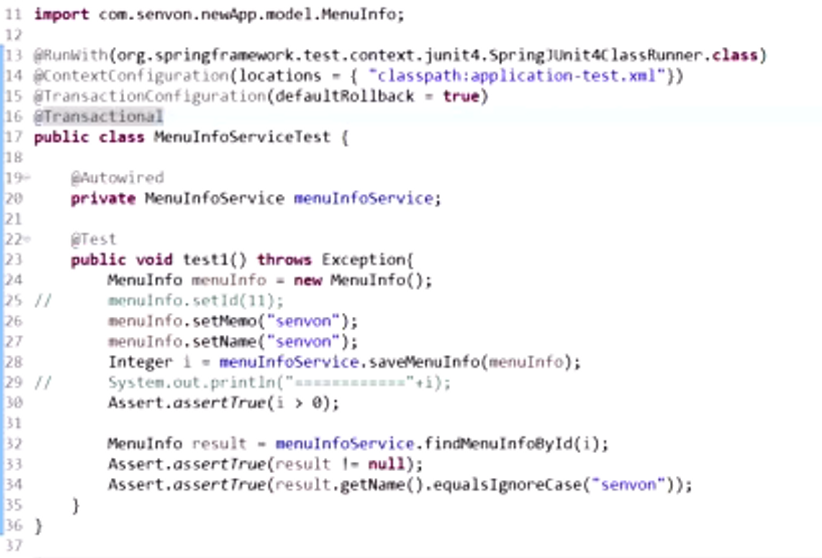 11 import com.senvon.newApp.model.MenuInfo;
12
13 @RunWith(org.springframework.test.context.junit4.SpringJUnit4ClassRunner.class)
14 @ContextConfiguration(locations = { "classpath:application-test.xml"})
15 @TransactionConfiguration(defaultRollback = true)
16 @Transactional
17 public class MenuInfoServiceTest {
18
19     @Autowired
20     private MenuInfoService menuInfoService;
21
22     @Test
23     public void test1() throws Exception{
24         MenuInfo menuInfo = new MenuInfo();
25 //      menuInfo.setId(11);
26         menuInfo.setMemo("senvon");
27         menuInfo.setName("senvon");
28         Integer i = menuInfoService.saveMenuInfo(menuInfo);
29 //      System.out.println("============"+i);
30         Assert.assertTrue(i > 0);
31
32         MenuInfo result = menuInfoService.findMenuInfoById(i);
33         Assert.assertTrue(result != null);
34         Assert.assertTrue(result.getName().equalsIgnoreCase("senvon"));
35     }
36 }
37